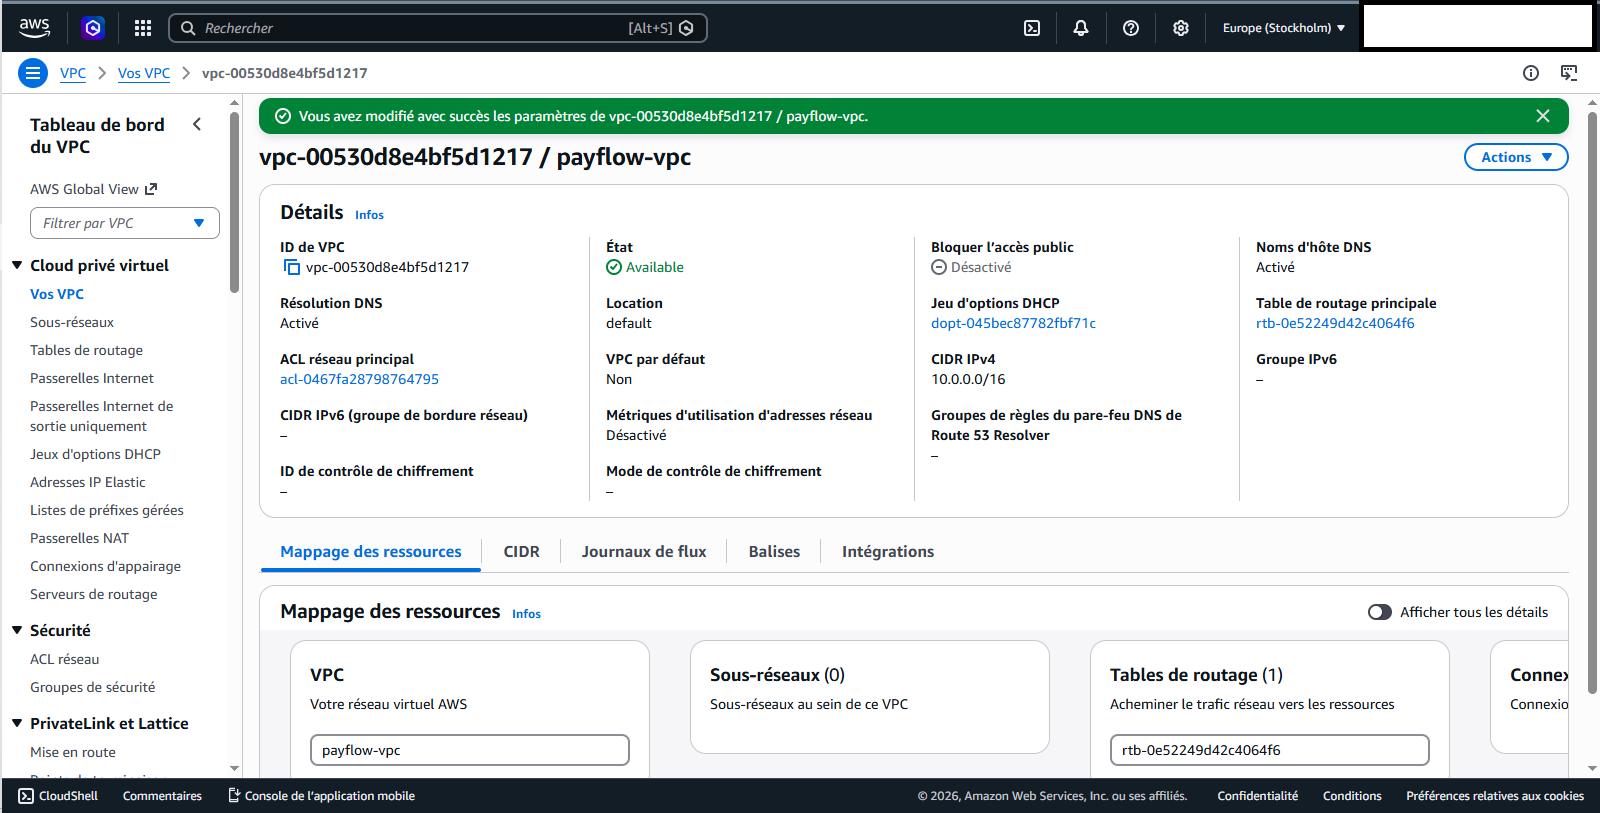 aws
Rechercher
[Alt+S]
Europe (Stockholm)
VPC
Vos VPC
vpc-00530d8e4bf5d1217
Tableau de bord
du VPC
AWS Global View
Filtrer par VPC
Cloud privé virtuel
Vos VPC
Sous-réseaux
Tables de routage
Passerelles Internet
Passerelles Internet de
sortie uniquement
Jeux d'options DHCP
Adresses IP Elastic
Listes de préfixes gérées
Passerelles NAT
Connexions d'appairage
Serveurs de routage
Sécurité
ACL réseau
Groupes de sécurité
PrivateLink et Lattice
Mise en route
Vous avez modifié avec succès les paramètres de vpc-00530d8e4bf5d1217 / payflow-vpc.
vpc-00530d8e4bf5d1217 / payflow-vpc
Actions
Détails Infos
ID de VPC
vpc-00530d8e4bf5d1217
État
Available
Bloquer l’accès public
Désactivé
Noms d'hôte DNS
Activé
Résolution DNS
Activé
Location
default
Jeu d'options DHCP
dopt-045bec87782fbf71c
Table de routage principale
rtb-0e52249d42c4064f6
ACL réseau principal
acl-0467fa28798764795
VPC par défaut
Non
CIDR IPv4
10.0.0.0/16
Groupe IPv6
–
CIDR IPv6 (groupe de bordure réseau)
–
Métriques d'utilisation d'adresses réseau
Désactivé
Groupes de règles du pare-feu DNS de
Route 53 Resolver
–
ID de contrôle de chiffrement
–
Mode de contrôle de chiffrement
–
Mappage des ressources
CIDR
Journaux de flux
Balises
Intégrations
Mappage des ressources Infos
Afficher tous les détails
VPC
Votre réseau virtuel AWS
payflow-vpc
Sous-réseaux (0)
Sous-réseaux au sein de ce VPC
Tables de routage (1)
Acheminer le trafic réseau vers les ressources
rtb-0e52249d42c4064f6
Connex
Connexio
CloudShell
Commentaires
Console de l’application mobile
© 2026, Amazon Web Services, Inc. ou ses affiliés.
Confidentialité
Conditions
Préférences relatives aux cookies